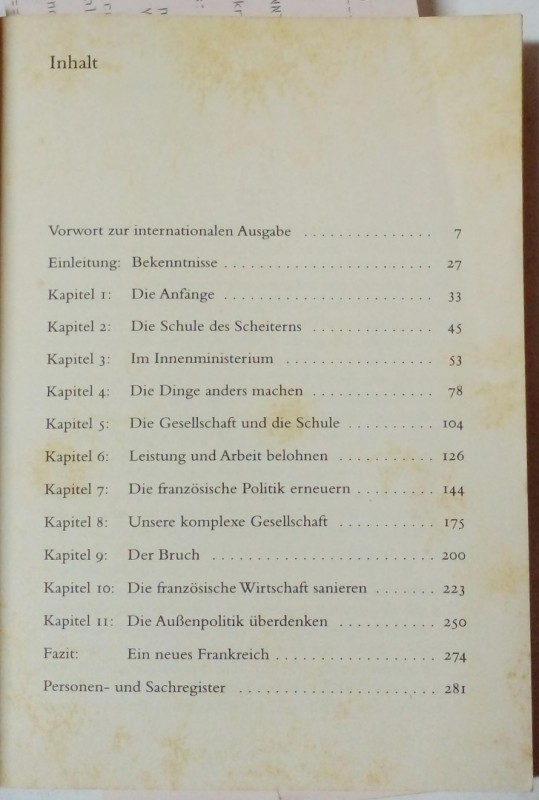 Inhalt
Vorwort zur internationalen Ausgabe . . . . . . . . . . . . . . . 7
Einleitung: Bekenntnisse . . . . . . . . . . . . . . . . . . . . . . . . 27
Kapitel 1: Die Anfänge . . . . . . . . . . . . . . . . . . . . . . . . 33
Kapitel 2: Die Schule des Scheiterns . . . . . . . . . . . . . . 45
Kapitel 3: Im Innenministerium . . . . . . . . . . . . . . . . . 53
Kapitel 4: Die Dinge anders machen . . . . . . . . . . . . . . 78
Kapitel 5: Die Gesellschaft und die Schule . . . . . . . . . . 104
Kapitel 6: Leistung und Arbeit belohnen . . . . . . . . . . . 126
Kapitel 7: Die französische Politik erneuern . . . . . . . . . 144
Kapitel 8: Unsere komplexe Gesellschaft . . . . . . . . . . . 175
Kapitel 9: Der Bruch . . . . . . . . . . . . . . . . . . . . . . . . . . 200
Kapitel 10: Die französische Wirtschaft sanieren . . . . . . . 223
Kapitel 11: Die Außenpolitik überdenken . . . . . . . . . . . 250
Fazit: Ein neues Frankreich . . . . . . . . . . . . . . . . . . . 274
Personen- und Sachregister . . . . . . . . . . . . . . . . . . . . . . . 281